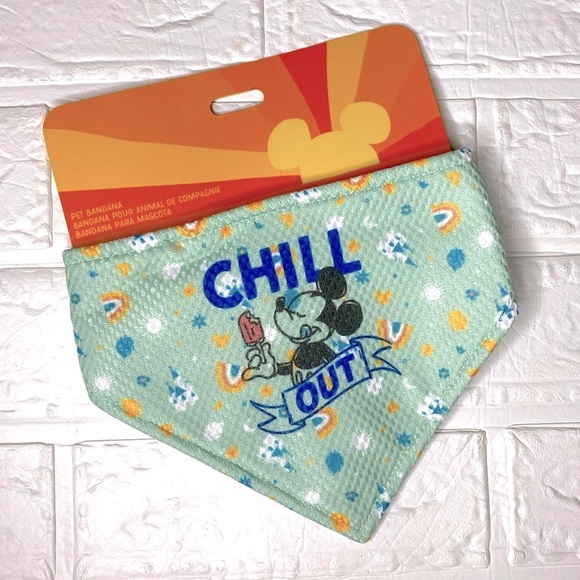 PET BANDANA
BANDANA POUR ANIMAL DE COMPAGNIE
BANDANA PARA MASCOTA
CHILL
OUT